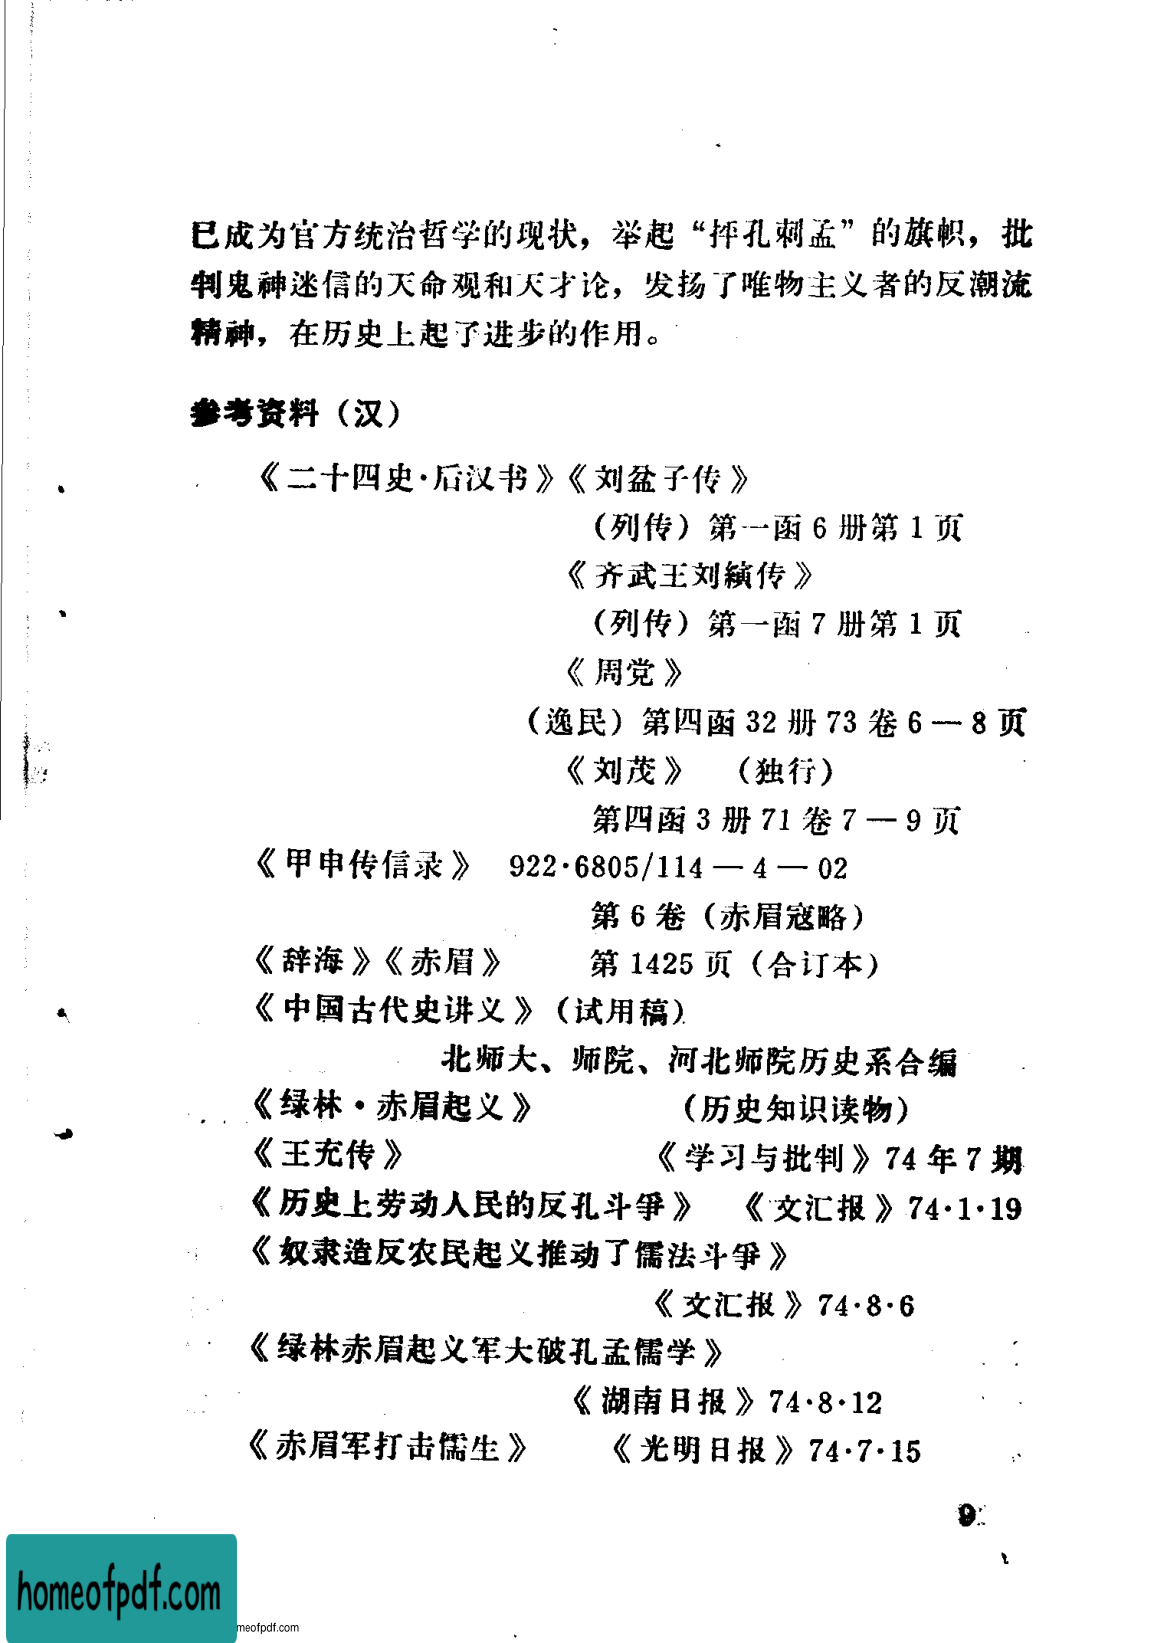 已成为官方统治哲学的现状，举起“抨孔刺孟”的旗帜，批
判鬼神迷信的天命观和天才论，发扬了唯物主义者的反潮流
精神，在历史上起了进步的作用。
参考资料（汉）
《二十四史·后汉书》《刘盆子传》
（列传）第一函6册第1页
《齐武王刘縯传》
（列传）第一函7册第1页
《周党》
（逸民）第四函32册73卷6—8页
《刘茂》 （独行）
第四函3册71卷7—9页
《甲申传信录》 922·6805/114—4—02
第6卷（赤眉寇略）
《辞海》《赤眉》 第1425页（合订本）
《中国古代史讲义》（试用稿）
北师大、师院、河北师院历史系合编
《绿林·赤眉起义》 （历史知识读物）
《王充传》 《学习与批判》74年7期
《历史上劳动人民的反孔斗爭》 《文汇报》74·1·19
《奴隶造反农民起义推动了儒法斗爭》
《文汇报》74·8·6
《绿林赤眉起义军大破孔孟儒学》
《湖南日报》74·8·12
《赤眉军打击儒生》 《光明日报》74·7·15
9
homeofpdf.com
meofpdf.com